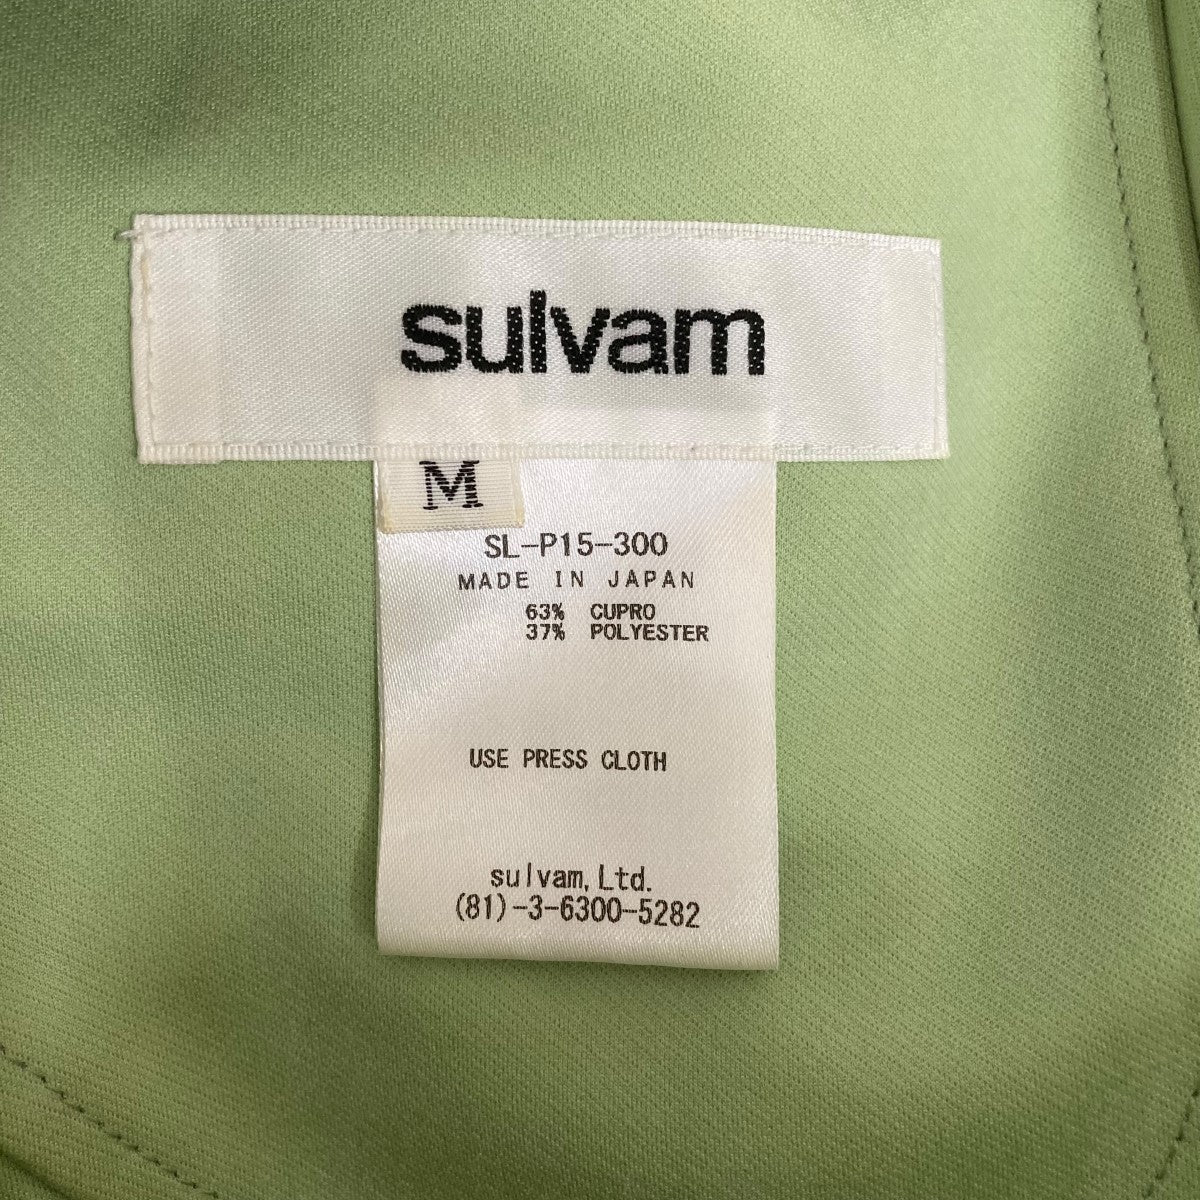 sulvam
M
SL-P15-300
MADE IN JAPAN
63% CUPRO
37% POLYESTER
USE PRESS CLOTH
sulvam, Ltd.
(81)-3-6300-5282